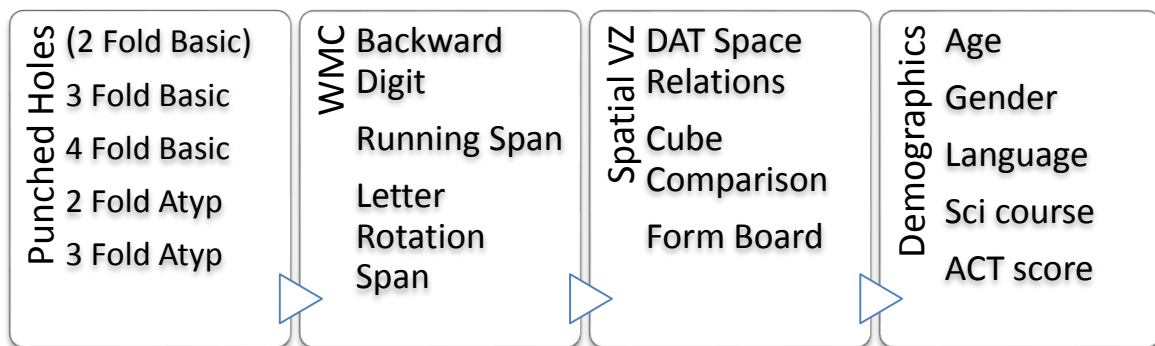 Punched Holes
(2 Fold Basic)
3 Fold Basic
4 Fold Basic
2 Fold Atyp
3 Fold Atyp
WMC
Backward
Digit
Running Span
Letter
Rotation
Span
Spatial VZ
DAT Space
Relations
Cube
Comparison
Form Board
Demographics
Age
Gender
Language
Sci course
ACT score